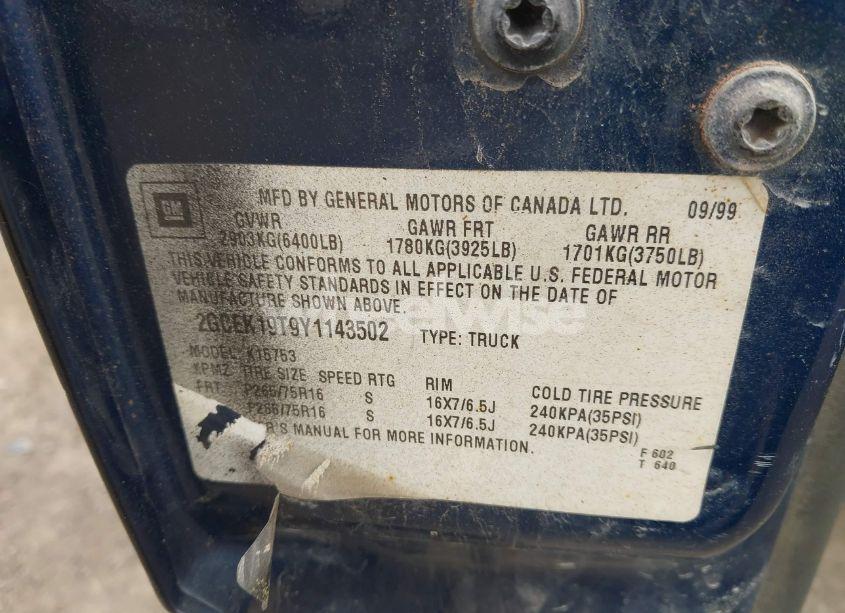 GM
MFD BY GENERAL MOTORS OF CANADA LTD. 09/99
GVWR GAWR FRT GAWR RR
2903KG(6400LB) 1780KG(3925LB) 1701KG(3750LB)
THIS VEHICLE CONFORMS TO ALL APPLICABLE U.S. FEDERAL MOTOR
VEHICLE SAFETY STANDARDS IN EFFECT ON THE DATE OF
MANUFACTURE SHOWN ABOVE.
2GCEK19T9Y1143502 TYPE: TRUCK
MODEL: K15753
KPMZ TIRE SIZE SPEED RTG RIM COLD TIRE PRESSURE
FRT P265/75R16 S 16X7/6.5J 240KPA(35PSI)
P265/75R16 S 16X7/6.5J 240KPA(35PSI)
MANUAL FOR MORE INFORMATION.
F 602
T 640